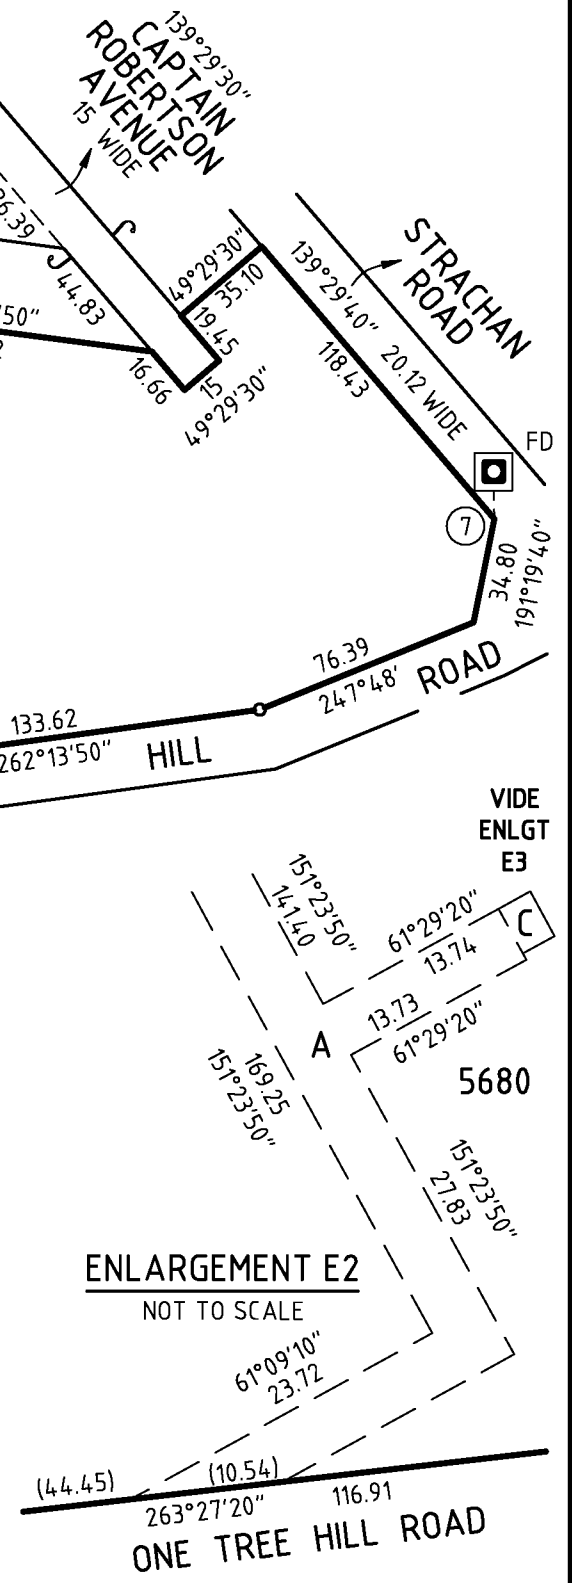 139°29'30"
CAPTAIN
ROBERTSON
AVENUE
15 WIDE
STRACHAN
ROAD
49°29'30"
35.10
139°29'40"
20.12 WIDE
118.43
6.39
44.83
'50"
19.45
16.66
15
49°29'30"
FD
7
34.80
191°19'40"
76.39
247°48'
ROAD
133.62
262°13'50"
HILL
VIDE
ENLGT
E3
151°23'50"
141.40
61°29'20"
13.74
C
13.73
61°29'20"
A
169.25
151°23'50"
5680
151°23'50"
27.83
ENLARGEMENT E2
NOT TO SCALE
61°09'10"
23.72
(44.45)
(10.54)
263°27'20"
116.91
ONE TREE HILL ROAD